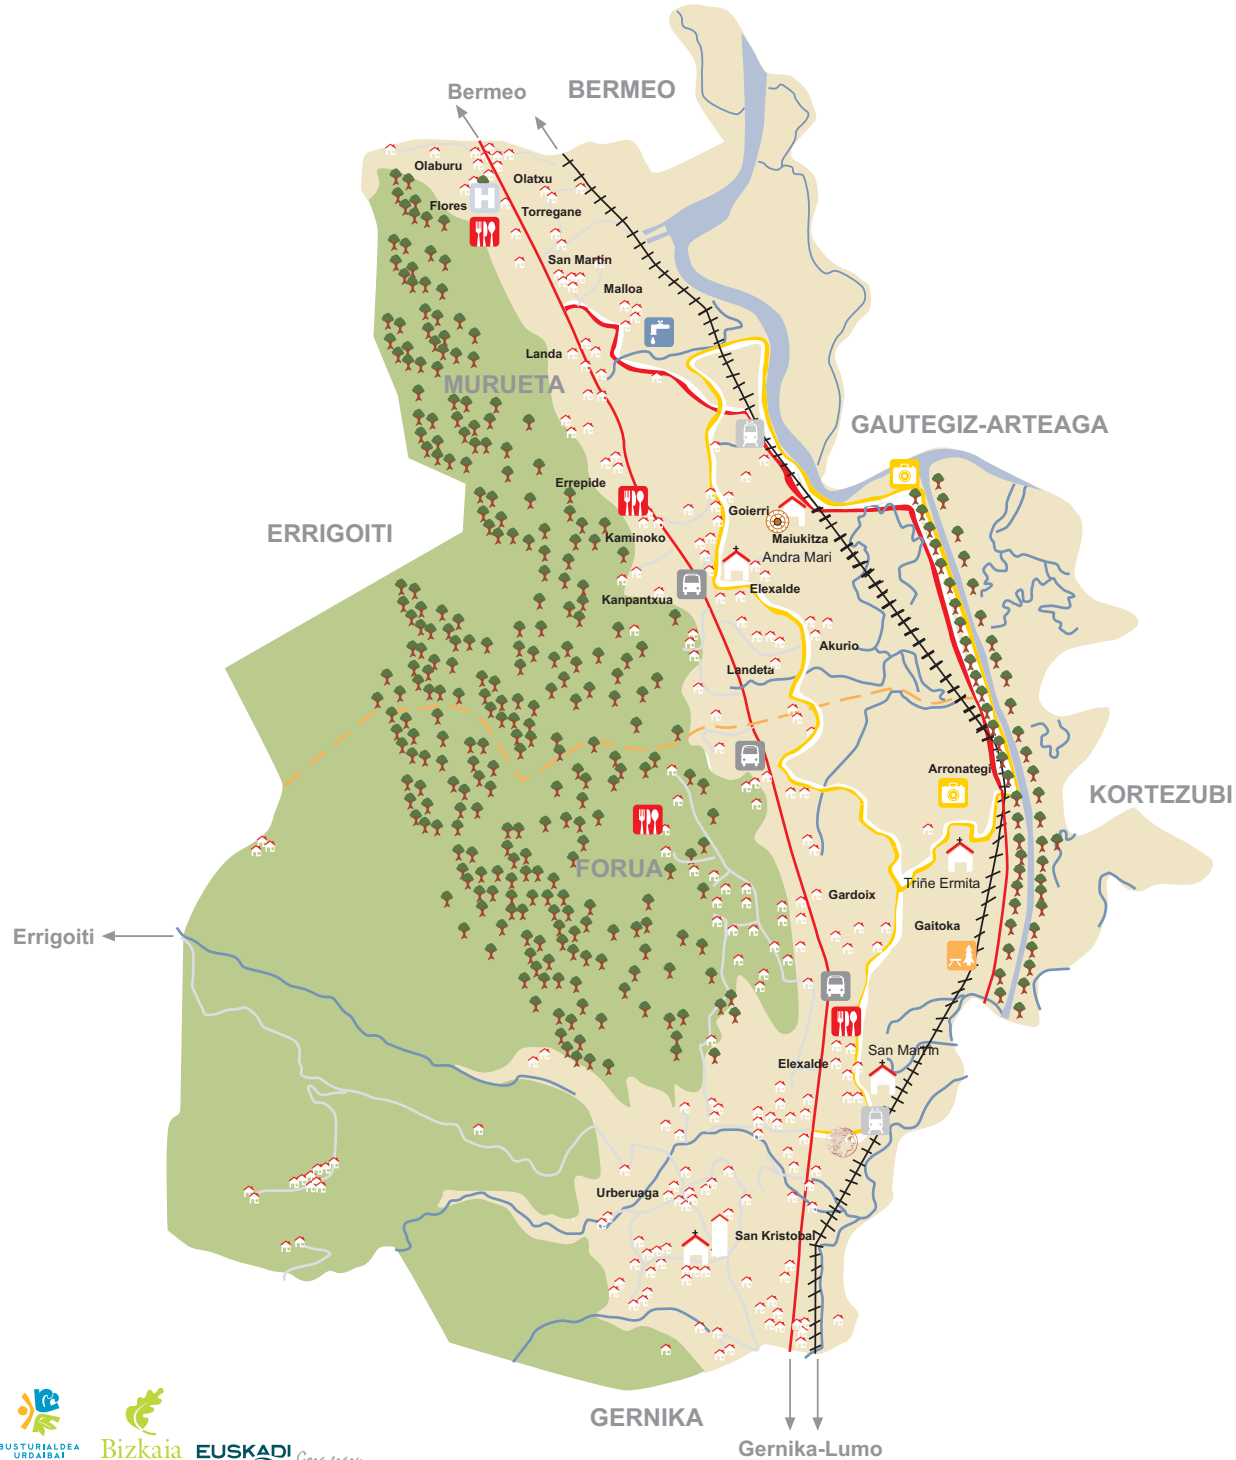 BERMEO
Bermeo
Olaburu
Olatxu
Flores
H
Torregane
San Martin
Malloa
Landa
MURUETA
GAUTEGIZ-ARTEAGA
Errepide
Goierri
ERRIGOITI
Kaminoko
Maiukitza
Andra Mari
Elexalde
Kanpantxua
Akurio
Landeta
Arronategi
KORTEZUBI
FORUA
Triñe Ermita
Gardoix
Gaitoka
Errigoiti
San Martin
Elexalde
Urberuaga
San Kristobal
GERNIKA
Gernika-Lumo
BUSTURIALDEA
URDAIBAI
Bizkaia
EUSKADI